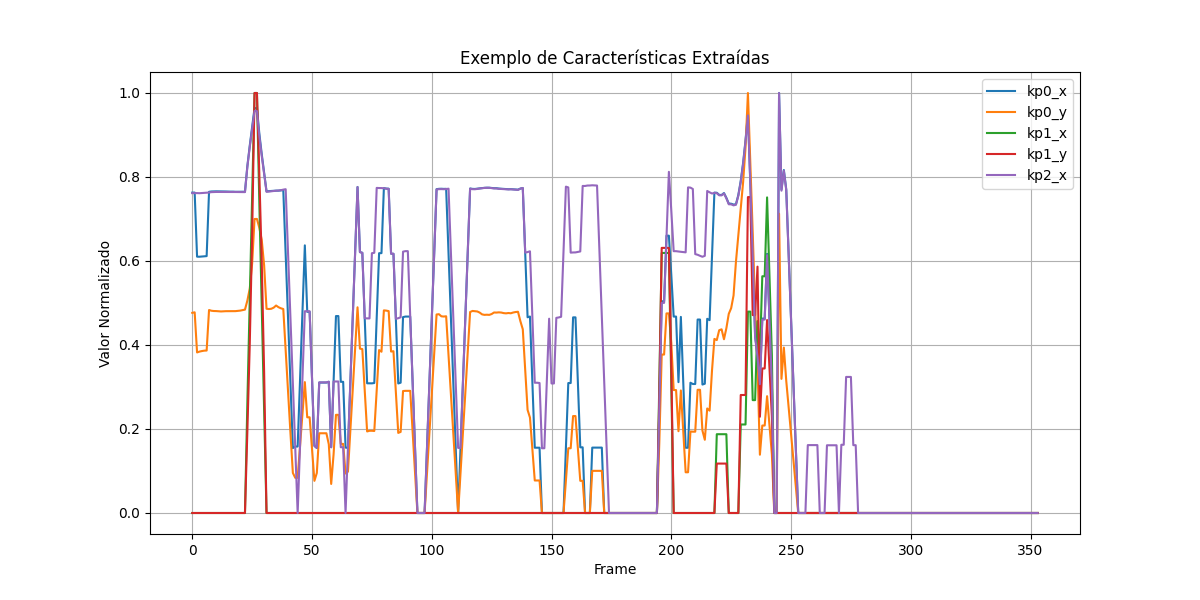 Exemplo de Características Extraídas
Valor Normalizado
1.0
0.8
0.6
0.4
0.2
0.0
kp0_x
kp0_y
kp1_x
kp1_y
kp2_x
0 50 100 150 200 250 300 350
Frame